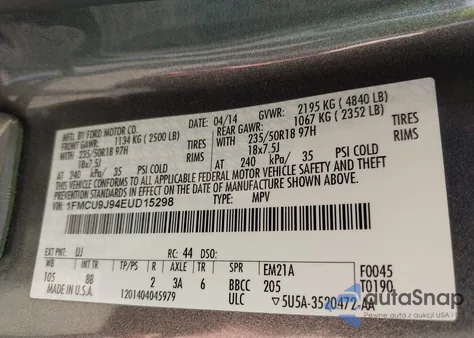 MFD. BY FORD MOTOR CO. 04/14 GVWR: 2195 KG (4840 LB)
FRONT GAWR: 1134 KG (2500 LB) REAR GAWR: 1067 KG (2352 LB)
WITH 235/50R18 97H TIRES WITH 235/50R18 97H TIRES
18x7.5J RIMS 18x7.5J RIMS
AT 240 kPa/ 35 PSI COLD AT 240 kPa/ 35 PSI COLD
THIS VEHICLE CONFORMS TO ALL APPLICABLE FEDERAL MOTOR VEHICLE SAFETY, BUMPER,
AND THEFT PREVENTION STANDARDS IN EFFECT ON THE DATE OF MANUFACTURE SHOWN ABOVE.
VIN: 1FMCU9J94EUD15298 TYPE: MPV
EXT PNT: UJ RC: 44 DSO:
WB INT TR TP/PS R AXLE TR SPR EM21A F0045
105 88 2 3A 6 BBCC 205 T0190
MADE IN U.S.A. 1201404045979 ULC 5U5A-3520472-AA
autaSnap